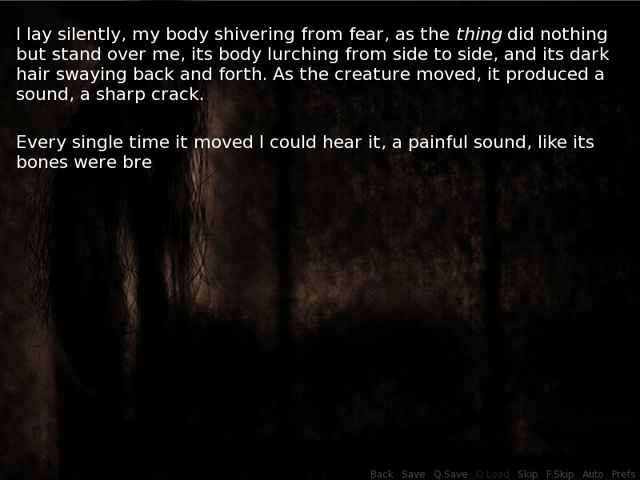 I lay silently, my body shivering from fear, as the thing did nothing
but stand over me, its body lurching from side to side, and its dark
hair swaying back and forth. As the creature moved, it produced a
sound, a sharp crack.
Every single time it moved I could hear it, a painful sound, like its
bones were bre
Back Save Q.Save Q.Load Skip F.Skip Auto Prefs